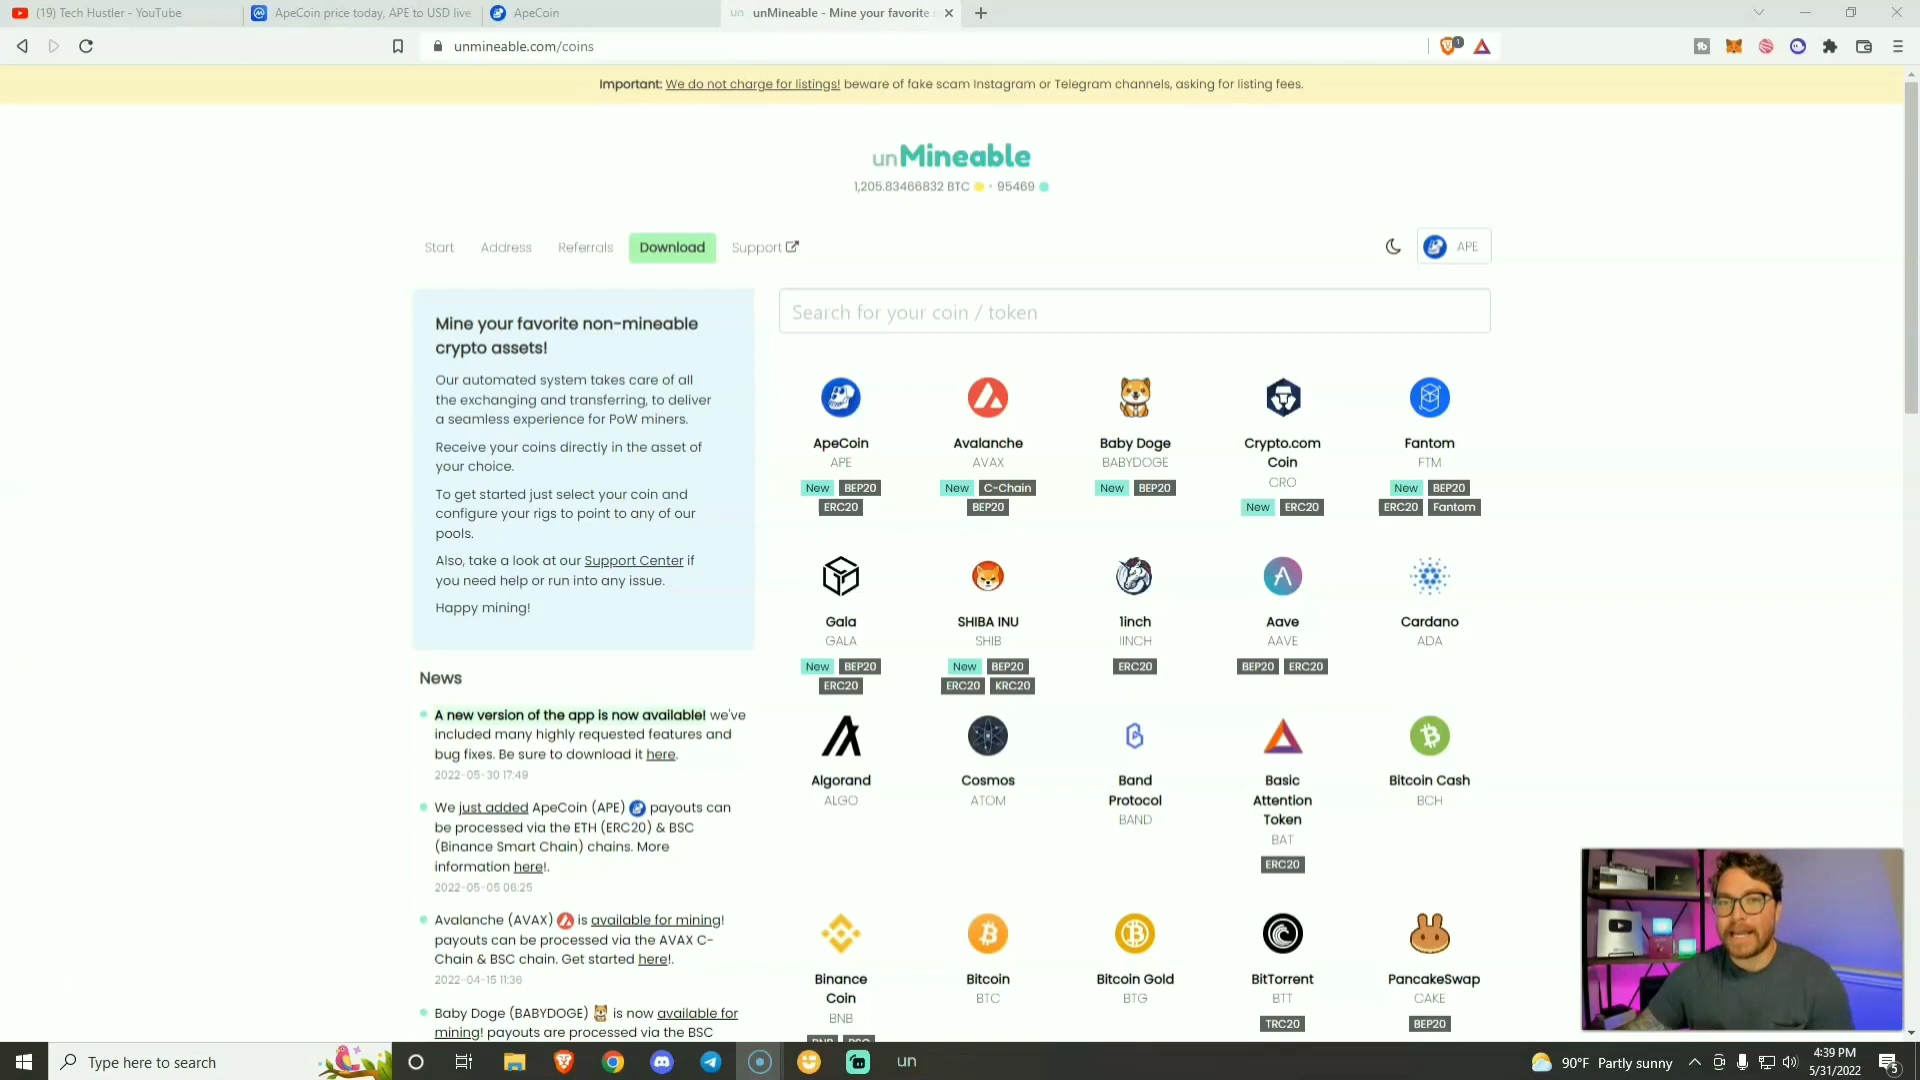 (19) Tech Hustler - YouTube
ApeCoin price today, APE to USD live
ApeCoin
un unMineable - Mine your favorite
unmineable.com/coins
1
Important: We do not charge for listings! beware of fake scam Instagram or Telegram channels, asking for listing fees.
unMineable
1,205.83466832 BTC • 95469
Start Address Referrals Download Support
APE
Mine your favorite non-mineable
crypto assets!
Our automated system takes care of all
the exchanging and transferring, to deliver
a seamless experience for PoW miners.
Receive your coins directly in the asset of
your choice.
To get started just select your coin and
configure your rigs to point to any of our
pools.
Also, take a look at our Support Center if
you need help or run into any issue.
Happy mining!
News
A new version of the app is now available! we've
included many highly requested features and
bug fixes. Be sure to download it here.
2022-05-30 17:49
We just added ApeCoin (APE) payouts can
be processed via the ETH (ERC20) & BSC
(Binance Smart Chain) chains. More
information here!.
2022-05-05 06:25
Avalanche (AVAX) is available for mining!
payouts can be processed via the AVAX C-
Chain & BSC chain. Get started here!.
2022-04-15 11:36
Baby Doge (BABYDOGE) is now available for
mining! payouts are processed via the BSC
Search for your coin / token
ApeCoin
APE
New BEP20
ERC20
Avalanche
AVAX
New C-Chain
BEP20
Baby Doge
BABYDOGE
New BEP20
Crypto.com
Coin
CRO
New ERC20
Fantom
FTM
New BEP20
ERC20 Fantom
Gala
GALA
New BEP20
ERC20
SHIBA INU
SHIB
New BEP20
ERC20 KRC20
1inch
1INCH
ERC20
Aave
AAVE
BEP20 ERC20
Cardano
ADA
Algorand
ALGO
Cosmos
ATOM
Band
Protocol
BAND
Basic
Attention
Token
BAT
ERC20
Bitcoin Cash
BCH
Binance
Coin
BNB
BNB BSC
Bitcoin
BTC
Bitcoin Gold
BTG
BitTorrent
BTT
TRC20
PancakeSwap
CAKE
BEP20
Type here to search
un
90°F Partly sunny
4:39 PM
5/31/2022
5